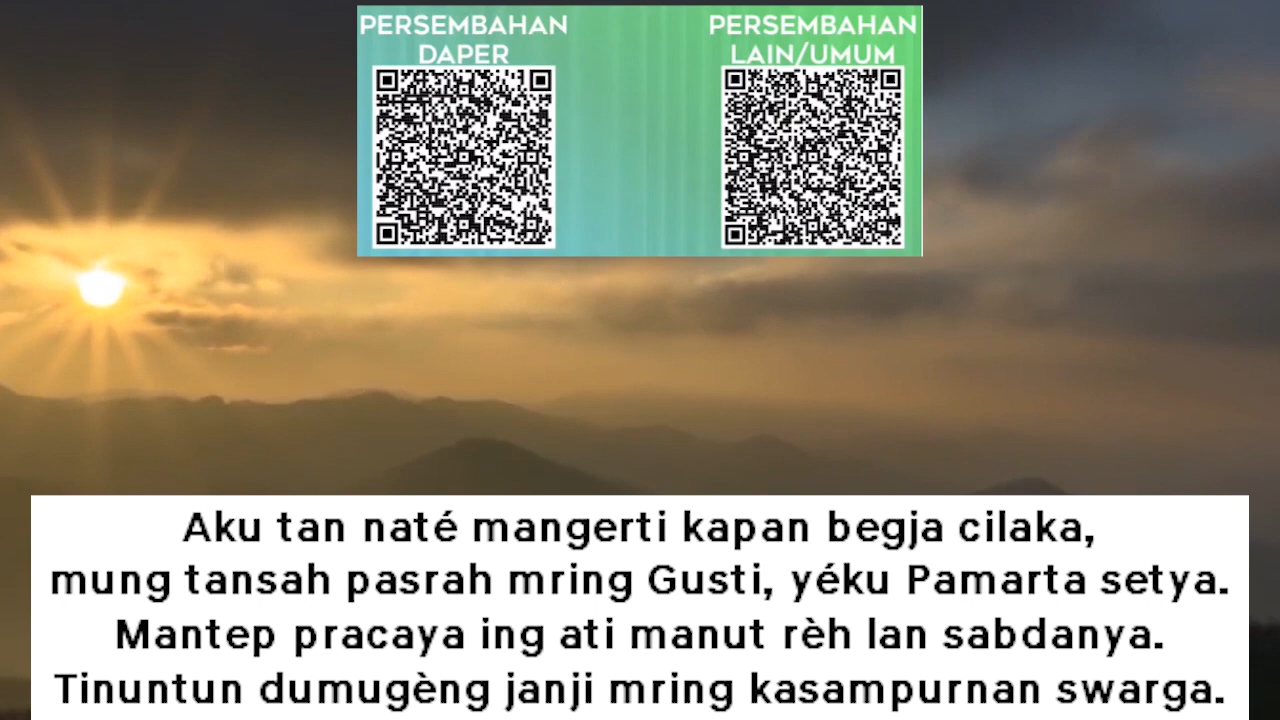 PERSEMBAHAN
DAPER
PERSEMBAHAN
LAIN/UMUM
Aku tan naté mangerti kapan begja cilaka,
mung tansah pasrah mring Gusti, yéku Pamarta setya.
Mantep pracaya ing ati manut rèh lan sabdanya.
Tinuntun dumugèng janji mring kasampurnan swarga.